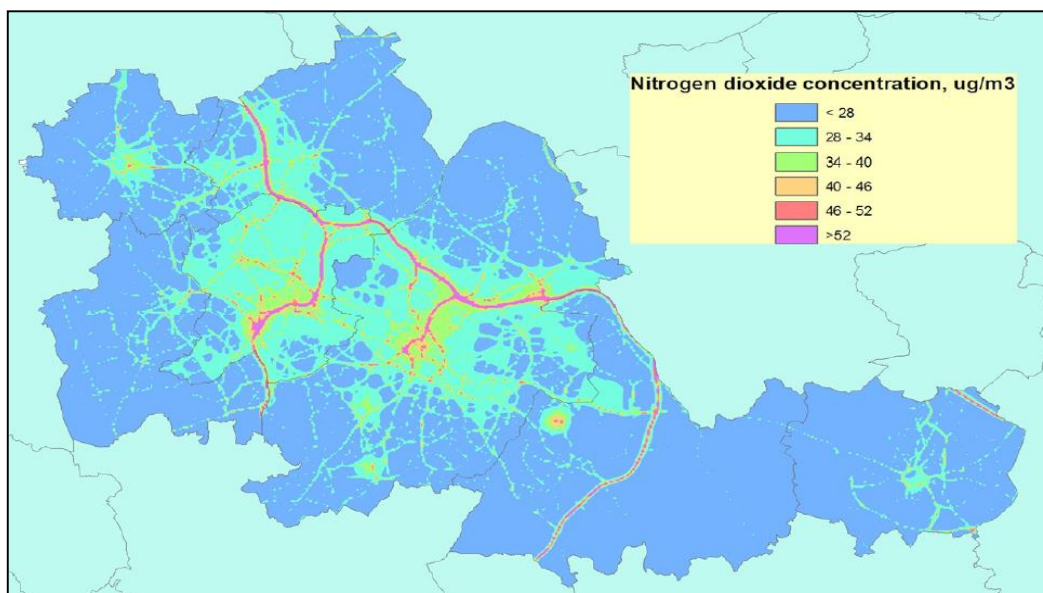 Nitrogen dioxide concentration, ug/m3
< 28
28 - 34
34 - 40
40 - 46
46 - 52
>52